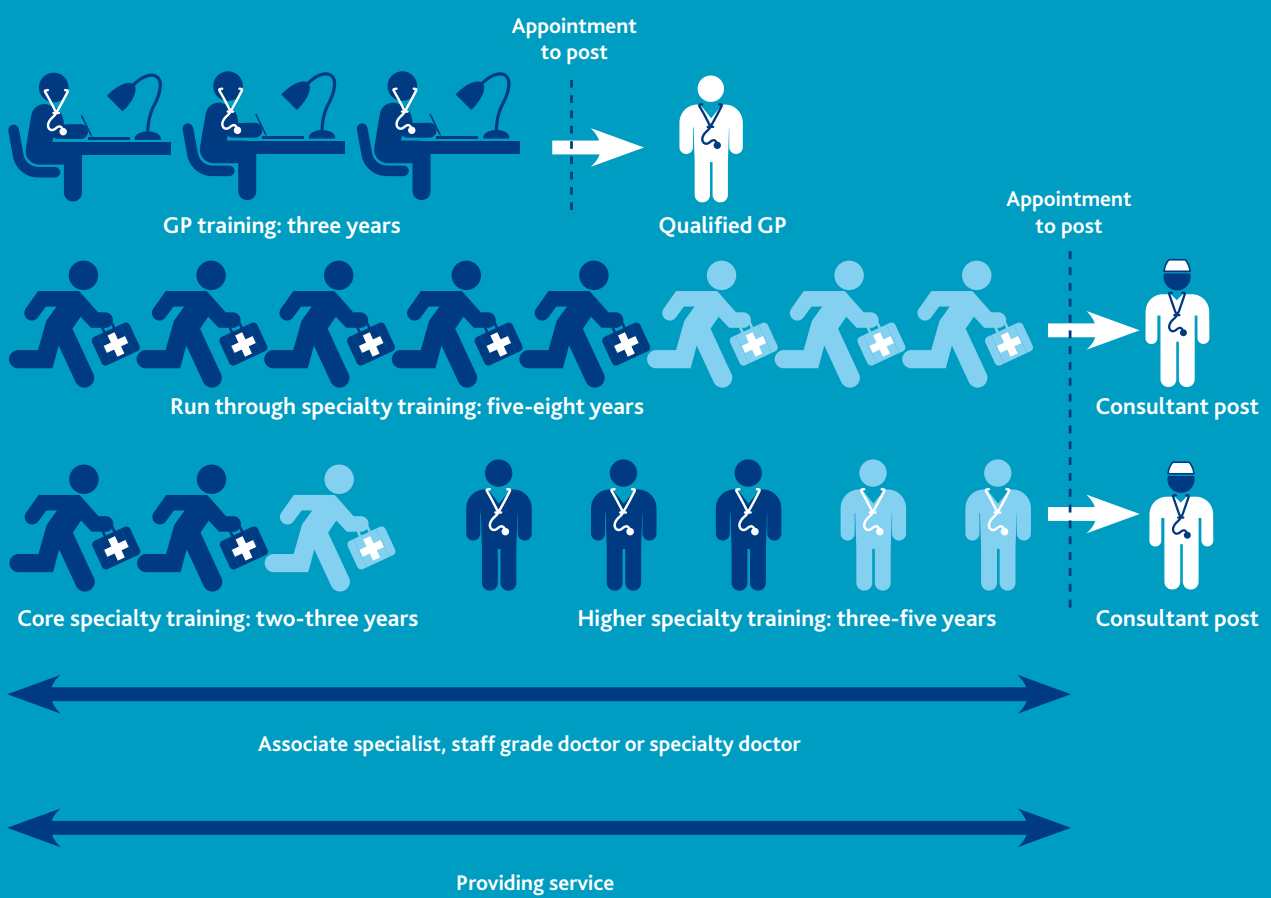 Appointment
to post
GP training: three years
Qualified GP
Appointment
to post
Run through specialty training: five-eight years
Consultant post
Core specialty training: two-three years
Higher specialty training: three-five years
Consultant post
Associate specialist, staff grade doctor or specialty doctor
Providing service